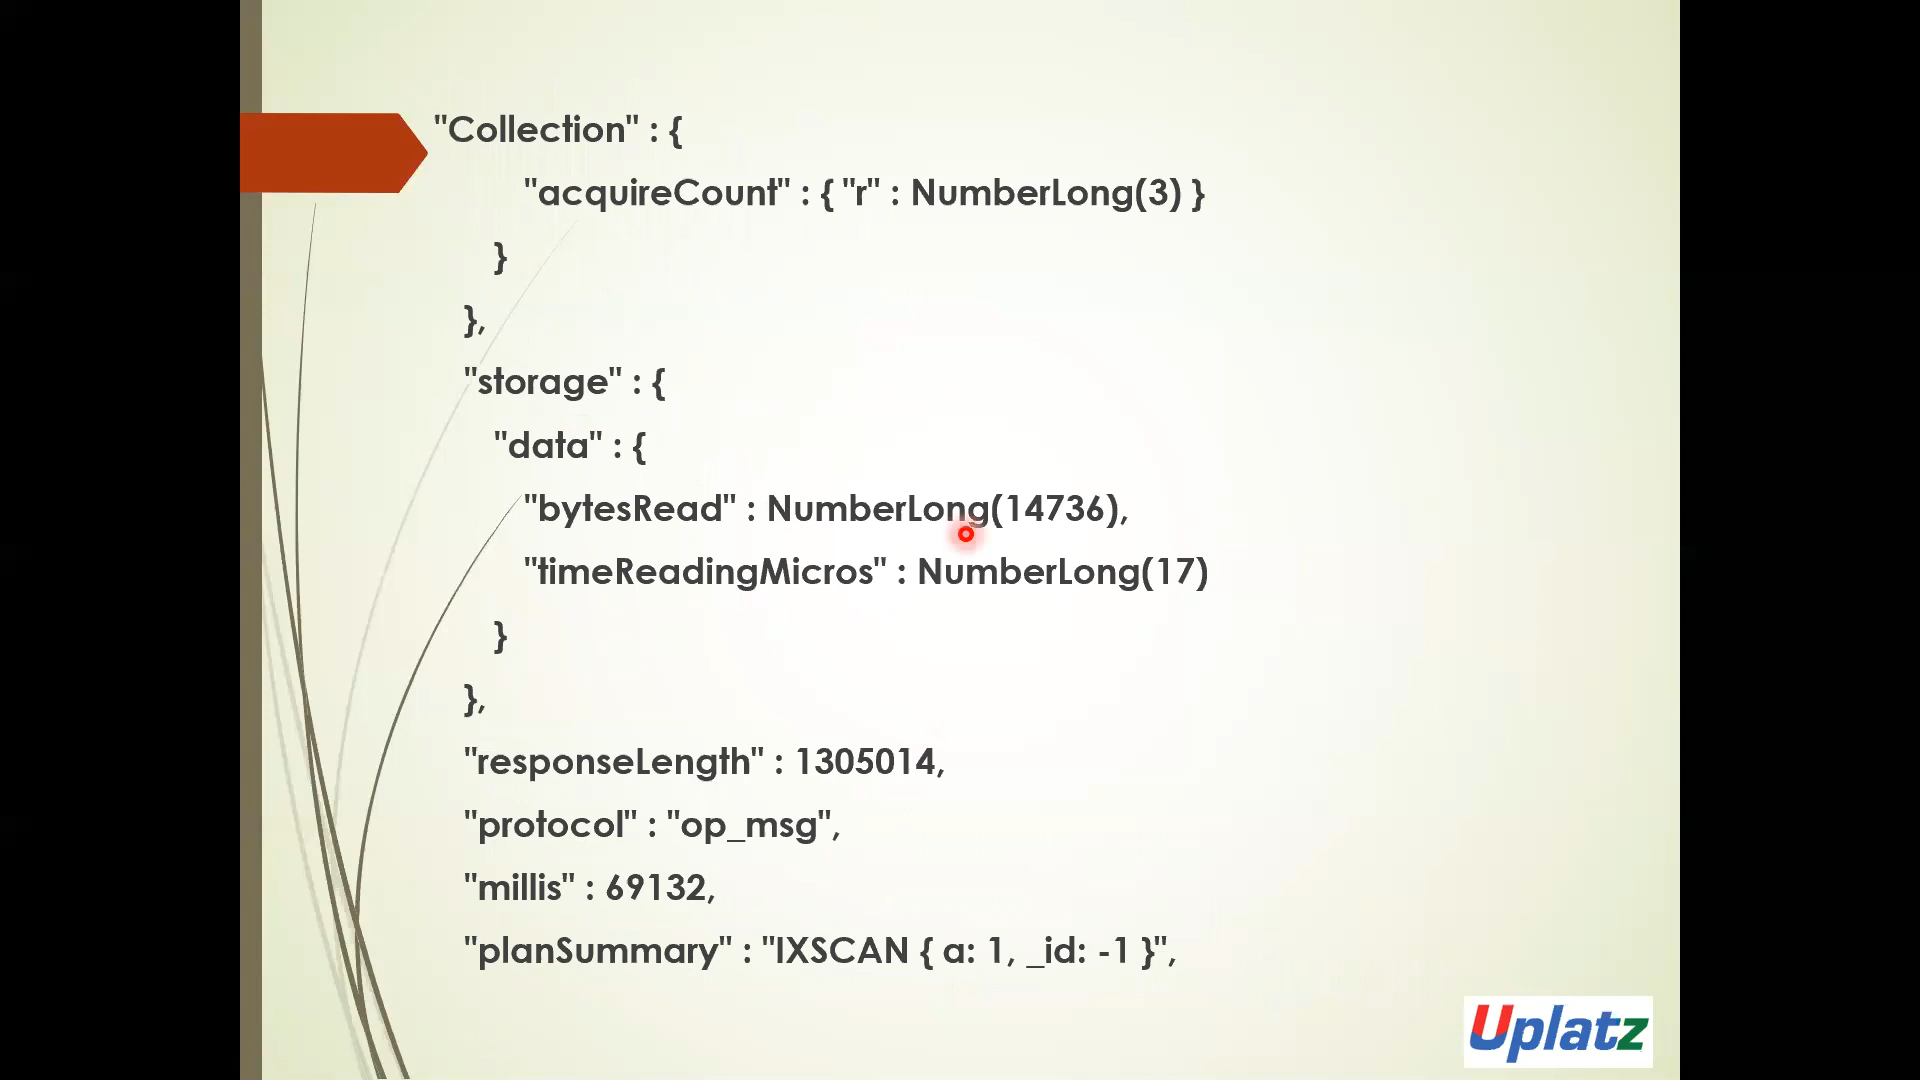 "Collection" : {
"acquireCount" : { "r" : NumberLong(3) }
}
},
"storage" : {
"data" : {
"bytesRead" : NumberLong(14736),
"timeReadingMicros" : NumberLong(17)
}
},
"responseLength" : 1305014,
"protocol" : "op_msg",
"millis" : 69132,
"planSummary" : "IXSCAN { a: 1, _id: -1 }",
Uplatz